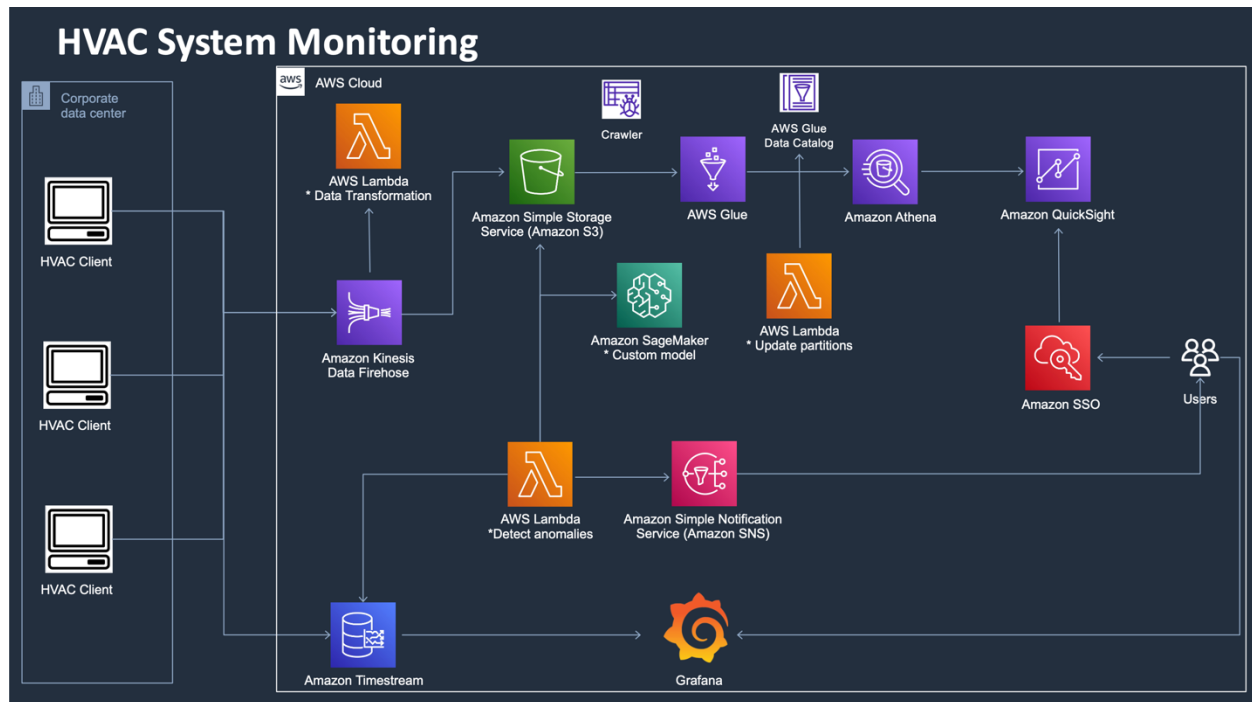 HVAC System Monitoring
Corporate
data center
aws
AWS Cloud
AWS Lambda
* Data Transformation
Crawler
AWS Glue
Data Catalog
HVAC Client
Amazon Simple Storage
Service (Amazon S3)
AWS Glue
Amazon Athena
Amazon QuickSight
Amazon Kinesis
Data Firehose
Amazon SageMaker
* Custom model
AWS Lambda
* Update partitions
Amazon SSO
Users
HVAC Client
AWS Lambda
*Detect anomalies
Amazon Simple Notification
Service (Amazon SNS)
HVAC Client
Amazon Timestream
Grafana